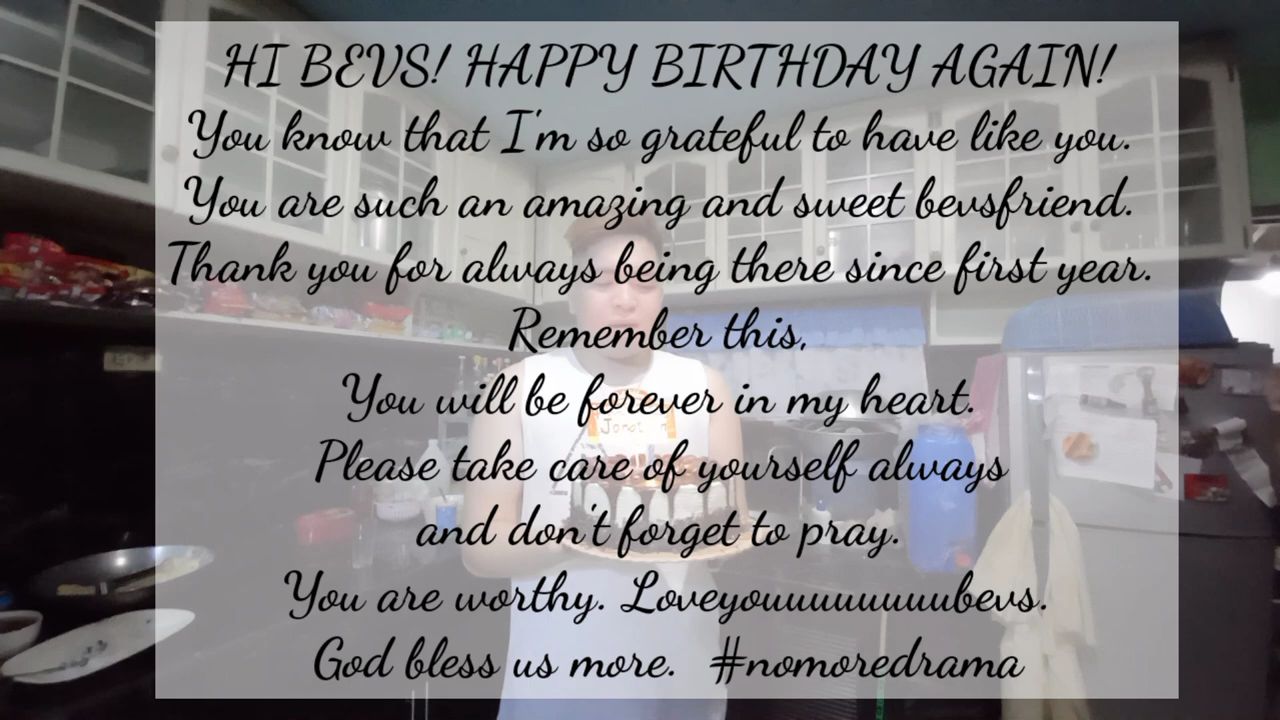 HI BEVS! HAPPY BIRTHDAY AGAIN!
You know that I'm so grateful to have like you.
You are such an amazing and sweet bevsfriend.
Thank you for always being there since first year.
Remember this,
You will be forever in my heart.
Please take care of yourself always
and don't forget to pray.
You are worthy. Loveyouuuuuuuuubevs.
God bless us more. #nomoredrama